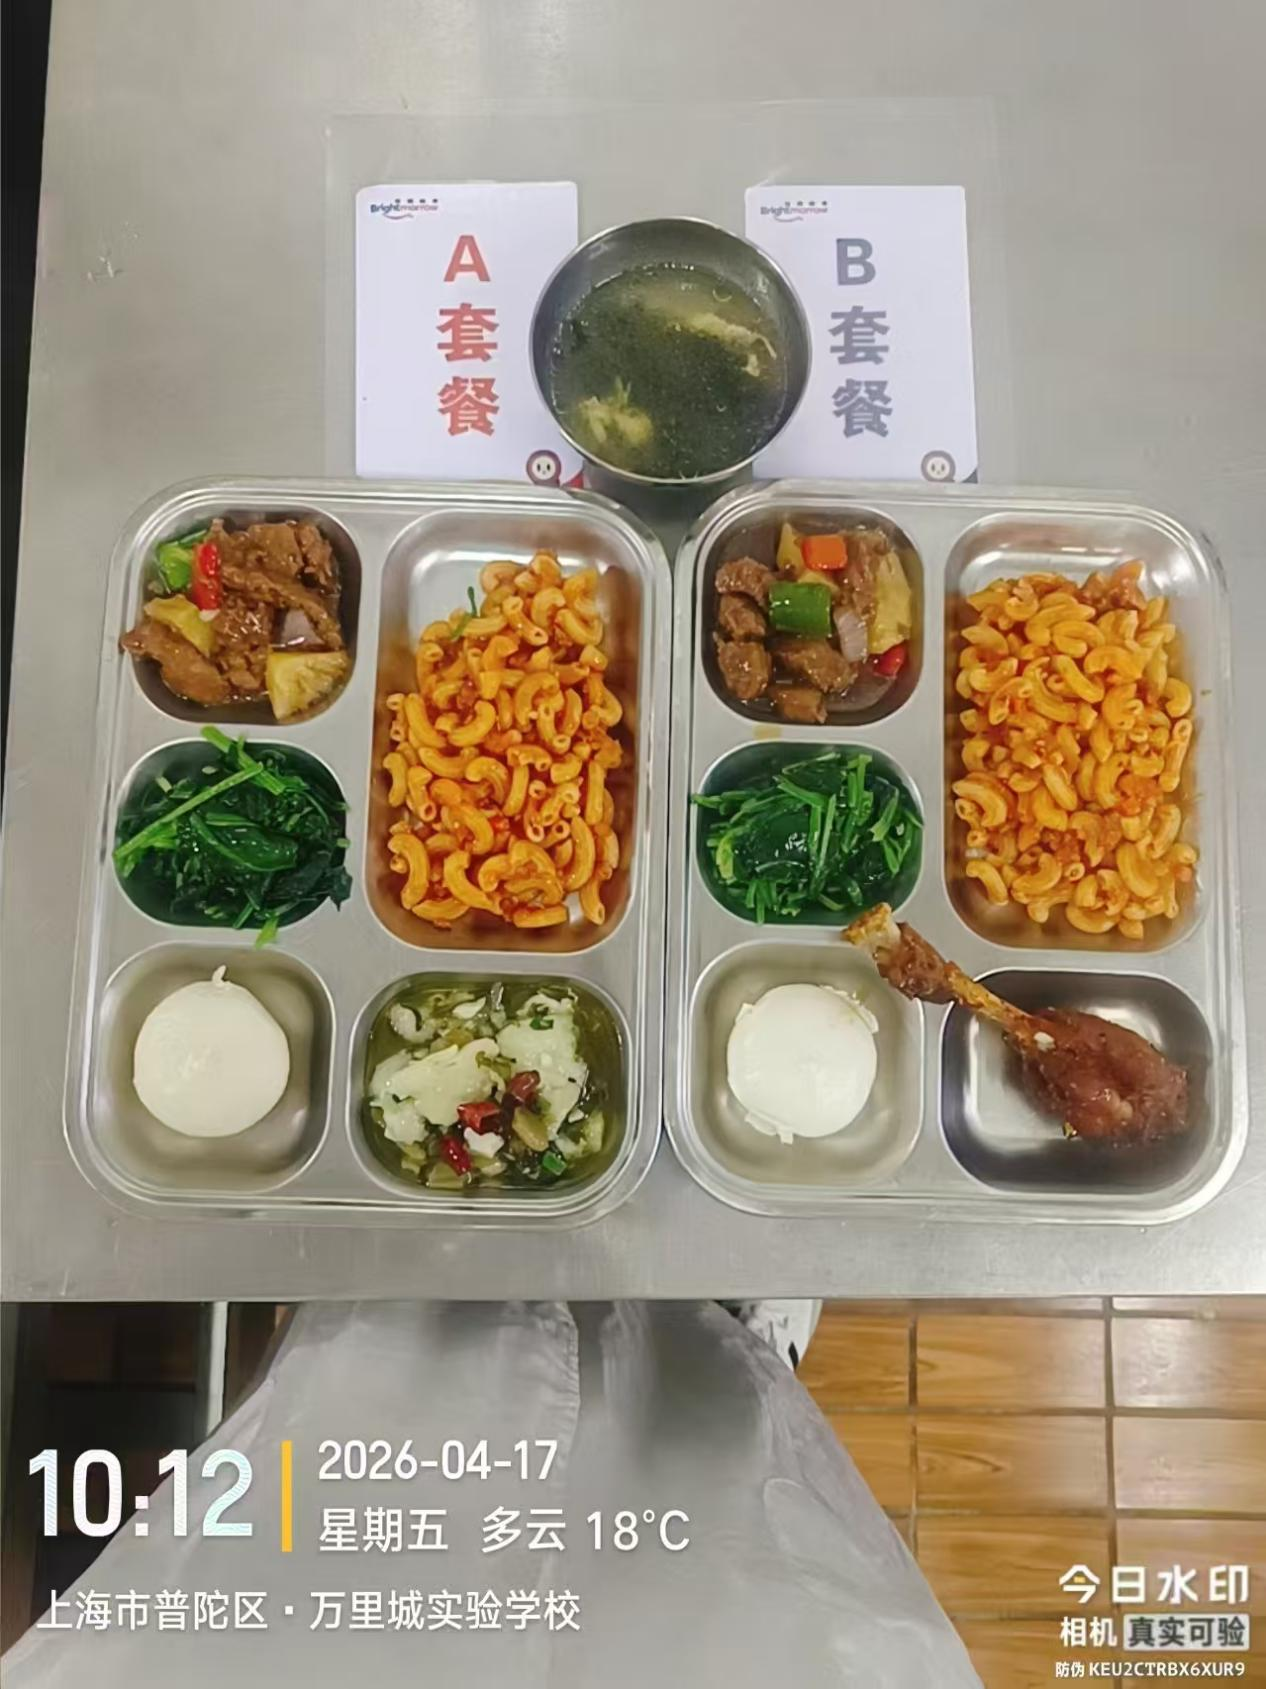 Brightmorrow
A
套
餐
Brightmorrow
B
套
餐
10:12
2026-04-17
星期五 多云 18°C
上海市普陀区·万里城实验学校
今日水印
相机 真实可验
防伪 KEU2CTRBX6XUR9